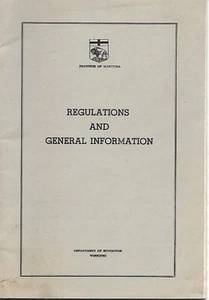 PROVINCE OF MANITOBA
REGULATIONS
AND
GENERAL INFORMATION
DEPARTMENT OF EDUCATION
WINNIPEG